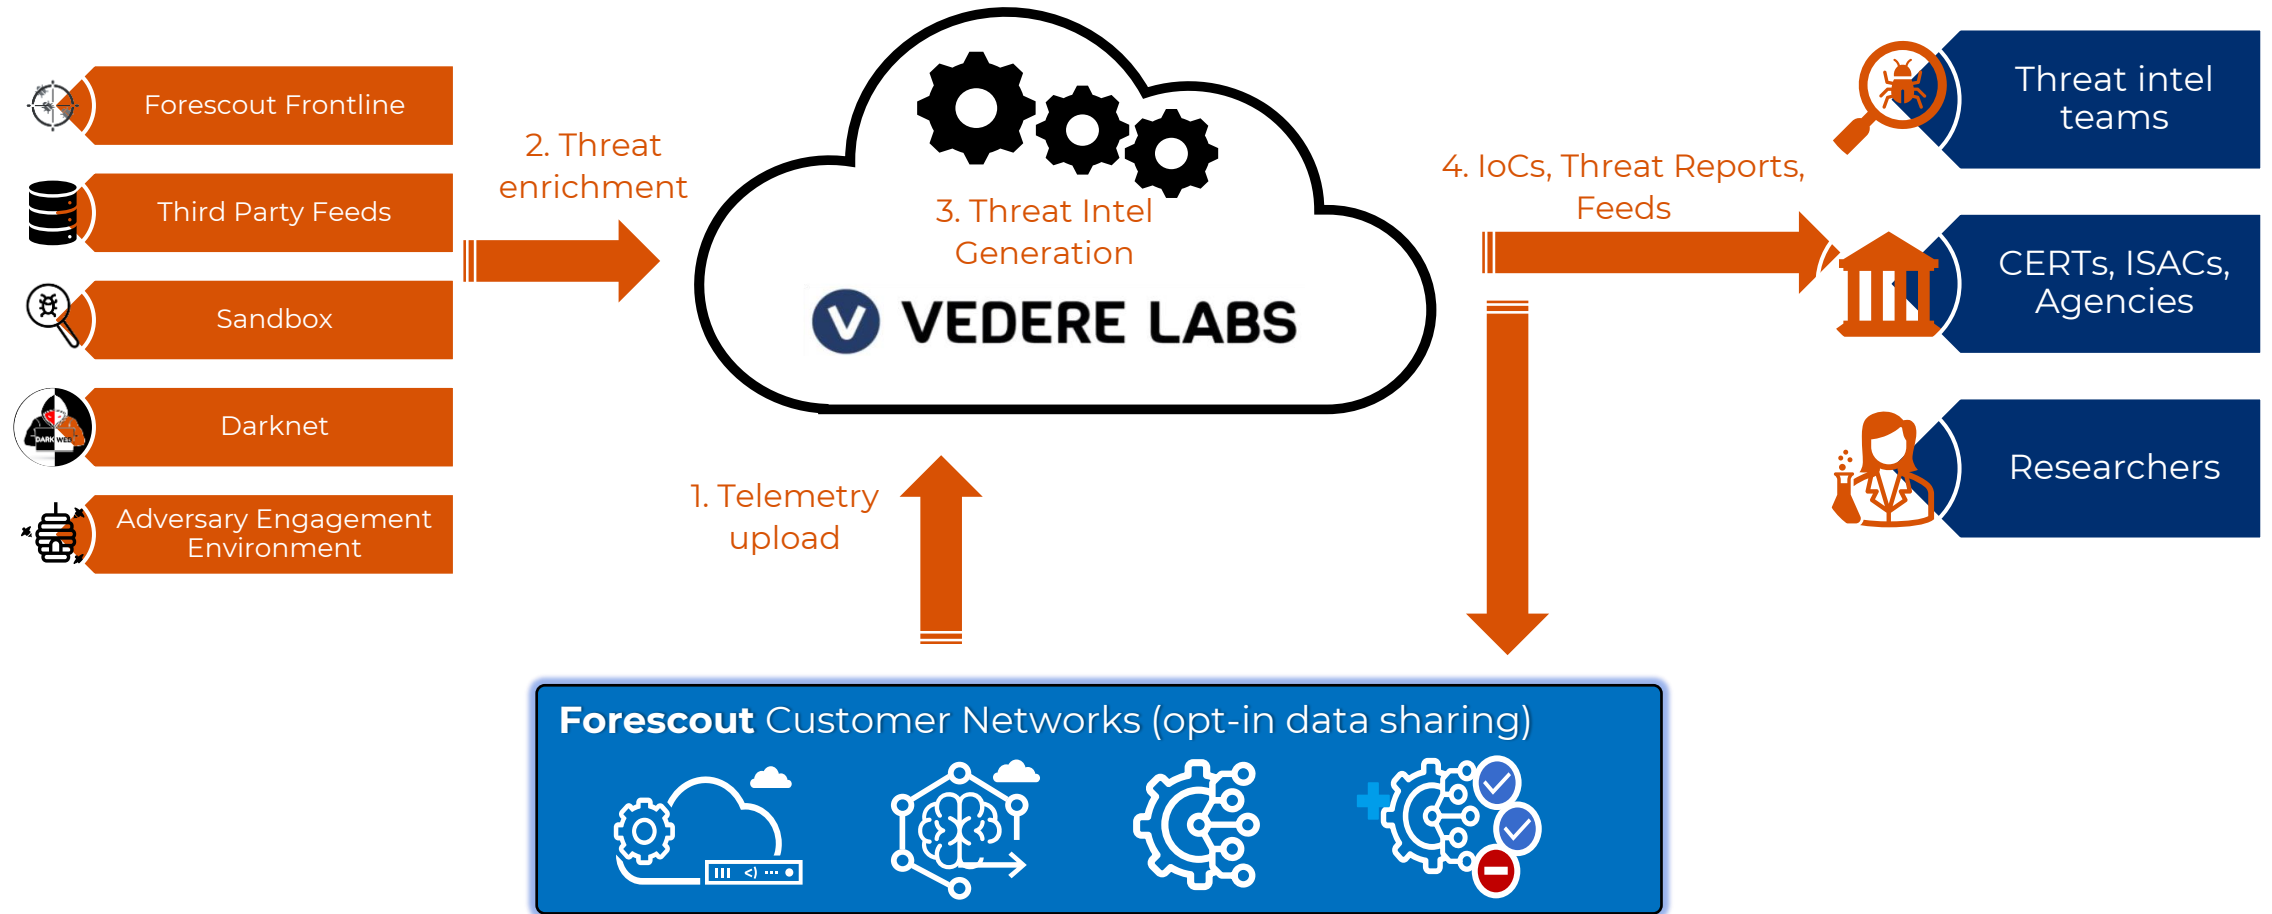 Forescout Frontline
Third Party Feeds
Sandbox
Darknet
DARK WEB
Adversary Engagement
Environment
2. Threat
enrichment
3. Threat Intel
Generation
V VEDERE LABS
1. Telemetry
upload
4. IoCs, Threat Reports,
Feeds
Threat intel
teams
CERTs, ISACs,
Agencies
Researchers
Forescout Customer Networks (opt-in data sharing)